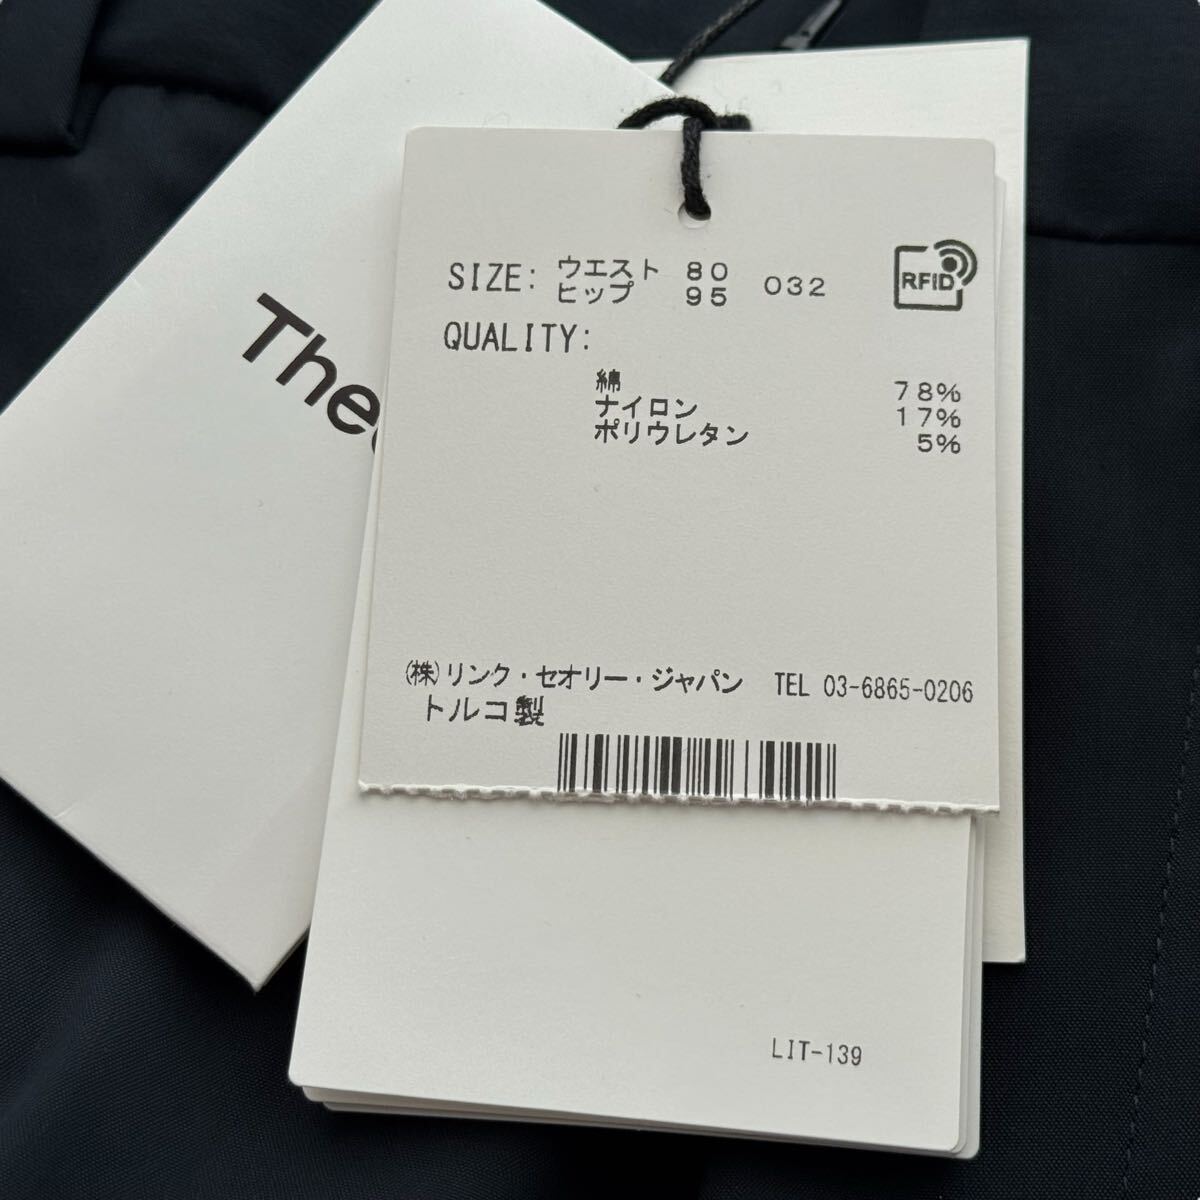 The
SIZE: ウエスト 80 032
ヒップ 95
RFID
QUALITY:
綿 78%
ナイロン 17%
ポリウレタン 5%
(株)リンク・セオリー・ジャパン TEL 03-6865-0206
トルコ製
LIT-139